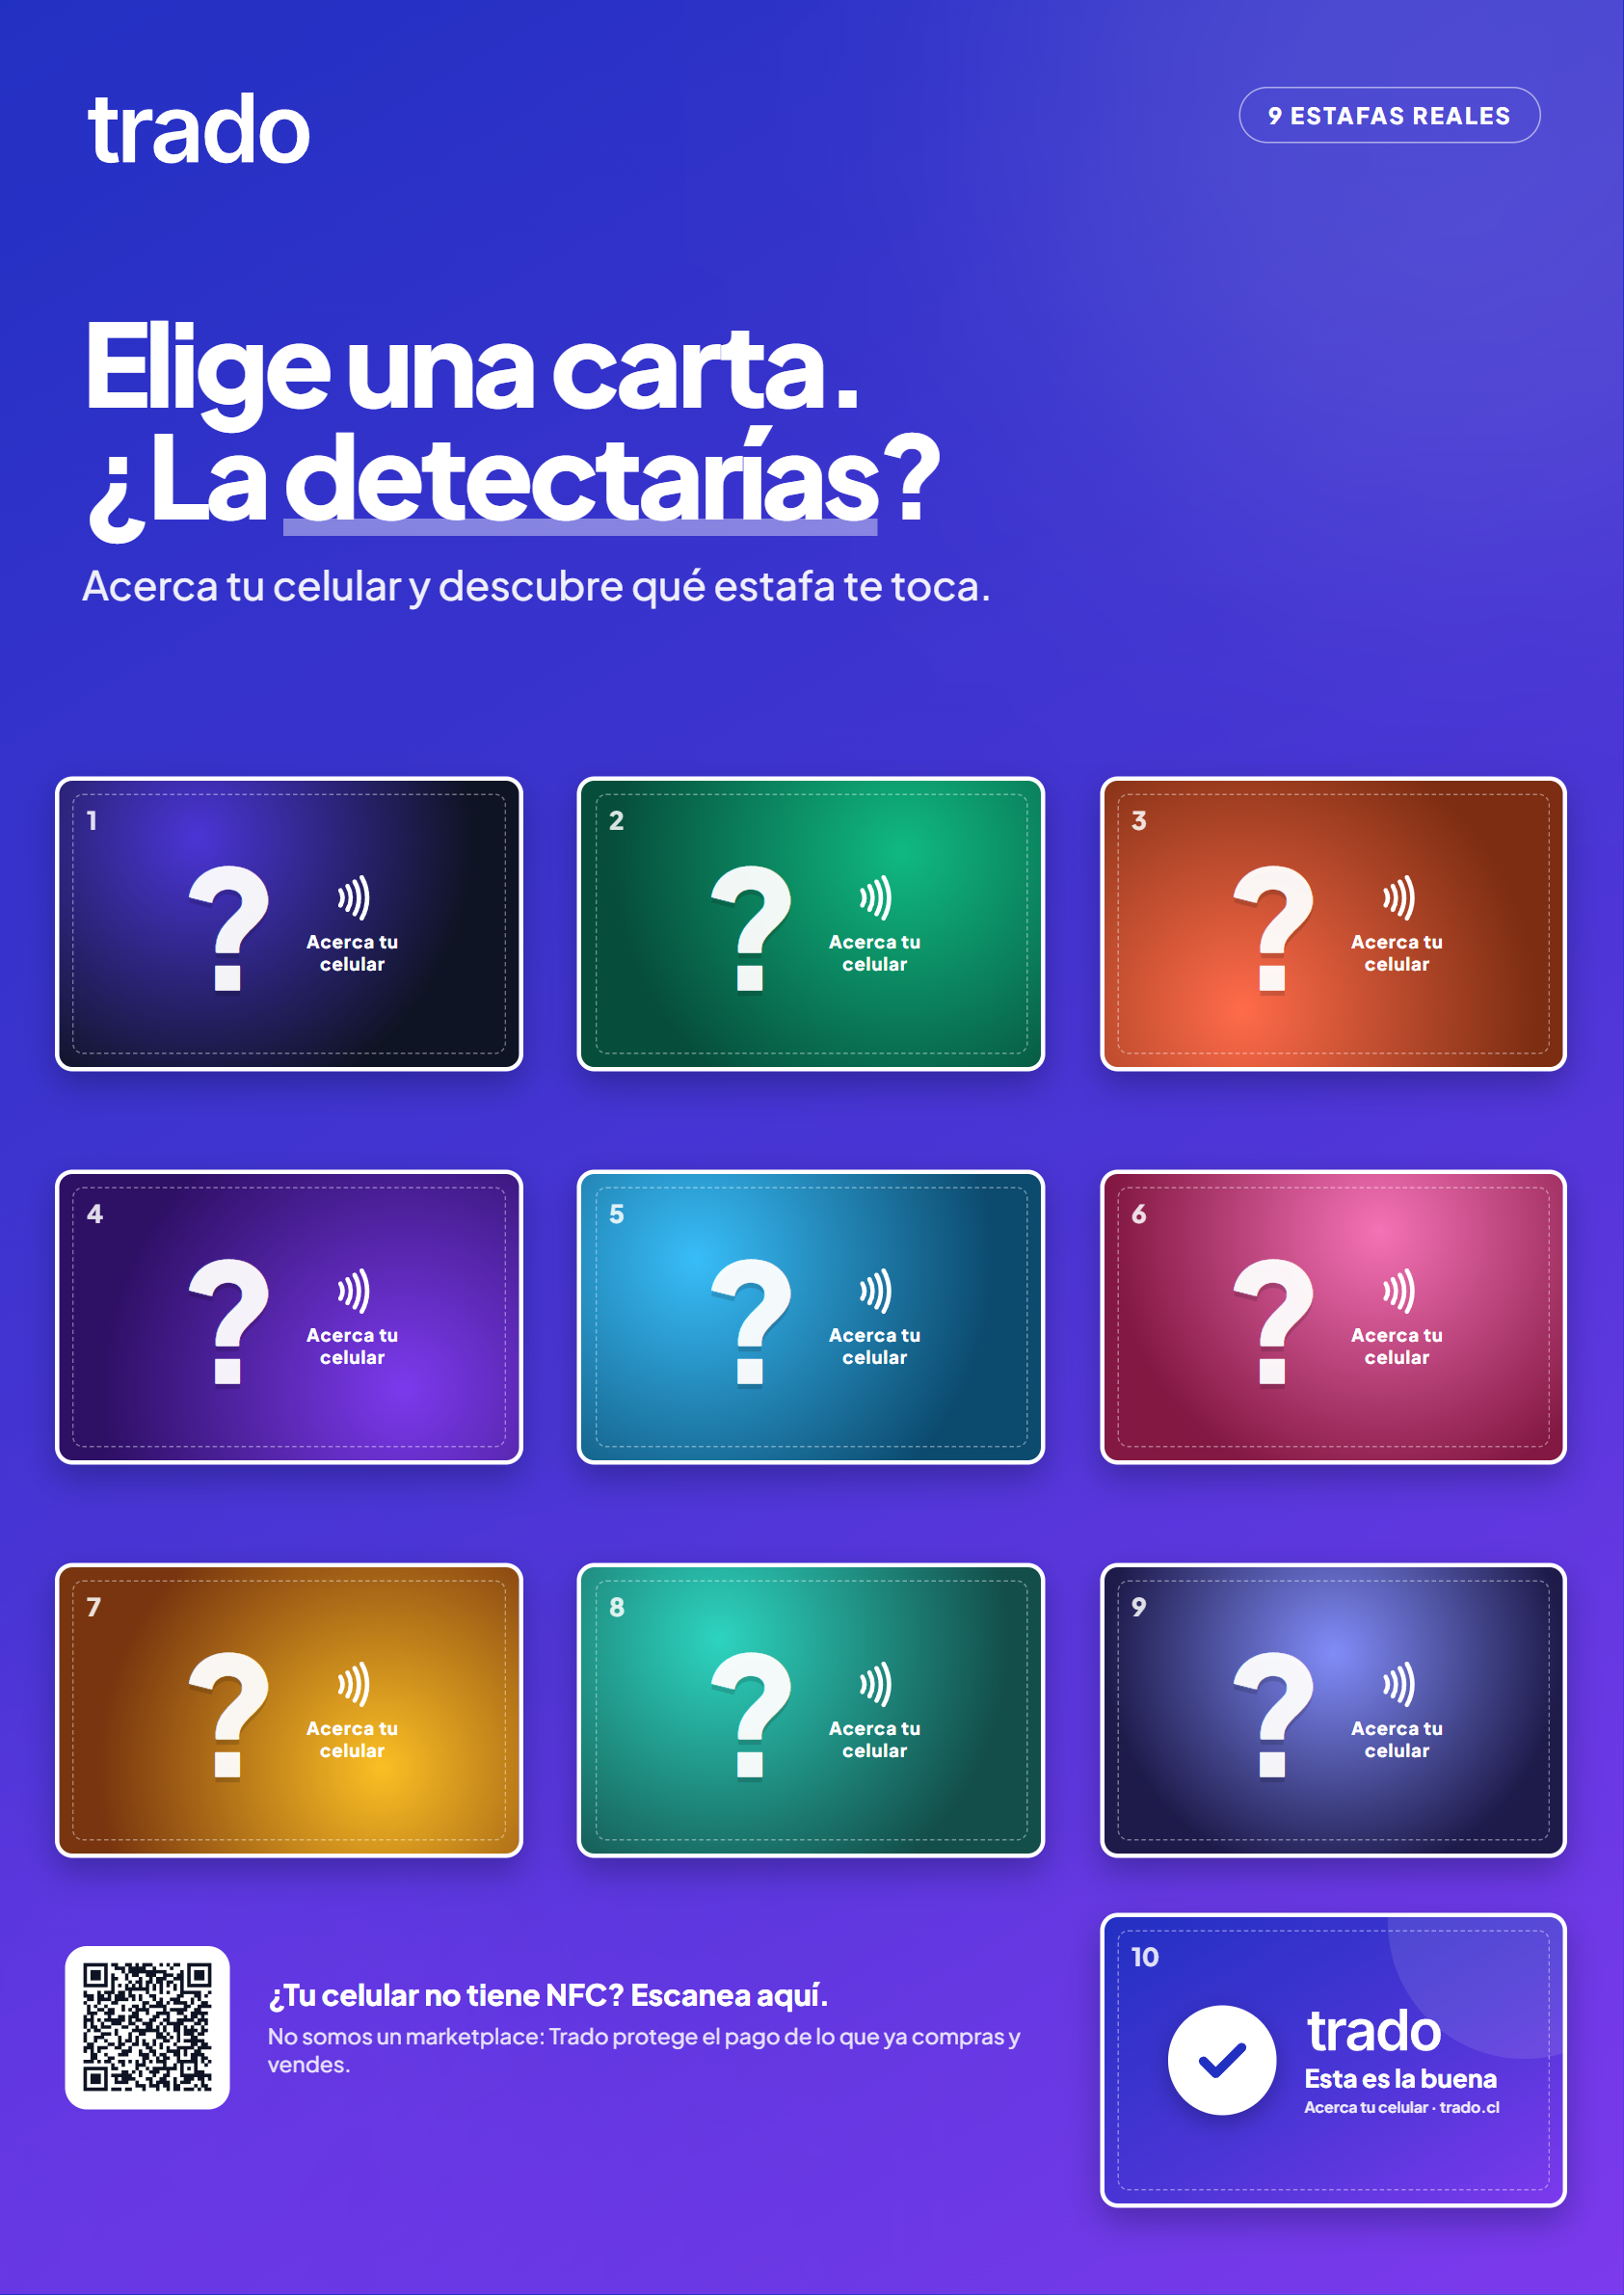 trado
9 ESTAFAS REALES
Elige una carta.
¿La detectarías?
Acerca tu celular y descubre qué estafa te toca.
1
?
Acerca tu
celular
2
?
Acerca tu
celular
3
?
Acerca tu
celular
4
?
Acerca tu
celular
5
?
Acerca tu
celular
6
?
Acerca tu
celular
7
?
Acerca tu
celular
8
?
Acerca tu
celular
9
?
Acerca tu
celular
¿Tu celular no tiene NFC? Escanea aquí.
No somos un marketplace: Trado protege el pago de lo que ya compras y
vendes.
10
trado
Esta es la buena
Acerca tu celular · trado.cl